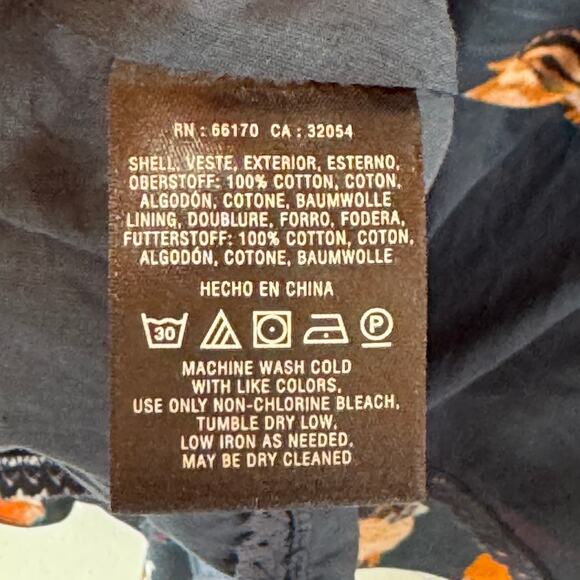 RN : 66170 CA : 32054
SHELL, VESTE, EXTERIOR, ESTERNO,
OBERSTOFF: 100% COTTON, COTON,
ALGODÓN, COTONE, BAUMWOLLE
LINING, DOUBLURE, FORRO, FODERA,
FUTTERSTOFF: 100% COTTON, COTON,
ALGODÓN, COTONE, BAUMWOLLE
HECHO EN CHINA
30 P
MACHINE WASH COLD
WITH LIKE COLORS,
USE ONLY NON-CHLORINE BLEACH,
TUMBLE DRY LOW,
LOW IRON AS NEEDED,
MAY BE DRY CLEANED